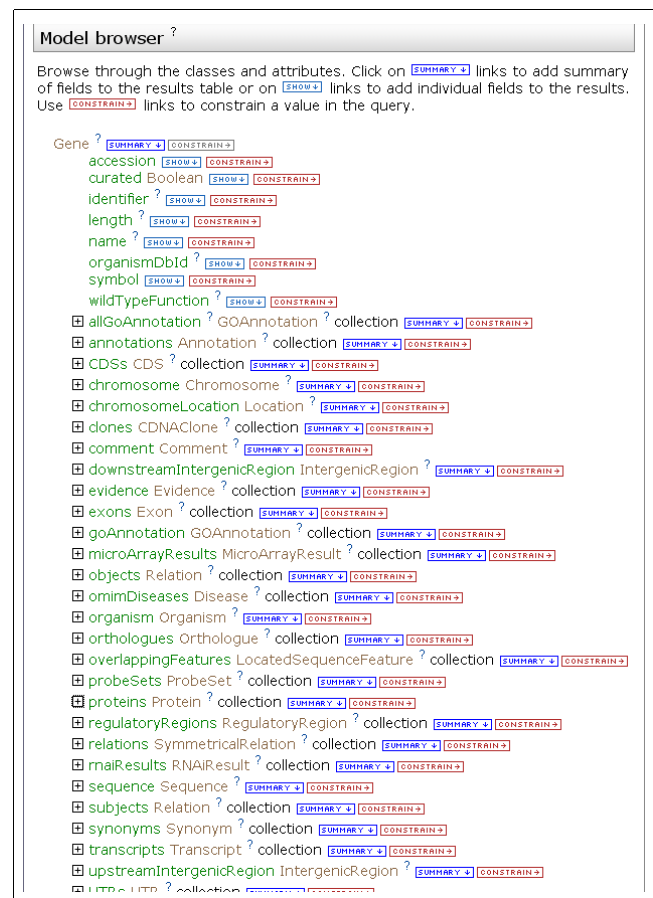 Model browser ?
Browse through the classes and attributes. Click on SUMMARY ↓ links to add summary
of fields to the results table or on SHOW ↓ links to add individual fields to the results.
Use CONSTRAIN → links to constrain a value in the query.
Gene ? SUMMARY ↓ CONSTRAIN →
accession SHOW ↓ CONSTRAIN →
curated Boolean SHOW ↓ CONSTRAIN →
identifier ? SHOW ↓ CONSTRAIN →
length ? SHOW ↓ CONSTRAIN →
name ? SHOW ↓ CONSTRAIN →
organismDbId ? SHOW ↓ CONSTRAIN →
symbol SHOW ↓ CONSTRAIN →
wildTypeFunction ? SHOW ↓ CONSTRAIN →
allGoAnnotation ? GOAnnotation ? collection SUMMARY ↓ CONSTRAIN →
annotations Annotation ? collection SUMMARY ↓ CONSTRAIN →
CDSs CDS ? collection SUMMARY ↓ CONSTRAIN →
chromosome Chromosome ? SUMMARY ↓ CONSTRAIN →
chromosomeLocation Location ? SUMMARY ↓ CONSTRAIN →
clones CDNAClone ? collection SUMMARY ↓ CONSTRAIN →
comment Comment ? SUMMARY ↓ CONSTRAIN →
downstreamIntergenicRegion IntergenicRegion ? SUMMARY ↓ CONSTRAIN →
evidence Evidence ? collection SUMMARY ↓ CONSTRAIN →
exons Exon ? collection SUMMARY ↓ CONSTRAIN →
goAnnotation GOAnnotation ? collection SUMMARY ↓ CONSTRAIN →
microArrayResults MicroArrayResult ? collection SUMMARY ↓ CONSTRAIN →
objects Relation ? collection SUMMARY ↓ CONSTRAIN →
omimDiseases Disease ? collection SUMMARY ↓ CONSTRAIN →
organism Organism ? SUMMARY ↓ CONSTRAIN →
orthologues Orthologue ? collection SUMMARY ↓ CONSTRAIN →
overlappingFeatures LocatedSequenceFeature ? collection SUMMARY ↓ CONSTRAIN →
probeSets ProbeSet ? collection SUMMARY ↓ CONSTRAIN →
proteins Protein ? collection SUMMARY ↓ CONSTRAIN →
regulatoryRegions RegulatoryRegion ? collection SUMMARY ↓ CONSTRAIN →
relations SymmetricalRelation ? collection SUMMARY ↓ CONSTRAIN →
rnaiResults RNAiResult ? collection SUMMARY ↓ CONSTRAIN →
sequence Sequence ? SUMMARY ↓ CONSTRAIN →
subjects Relation ? collection SUMMARY ↓ CONSTRAIN →
synonyms Synonym ? collection SUMMARY ↓ CONSTRAIN →
transcripts Transcript ? collection SUMMARY ↓ CONSTRAIN →
upstreamIntergenicRegion IntergenicRegion ? SUMMARY ↓ CONSTRAIN →
UTRs UTR ? collection SUMMARY ↓ CONSTRAIN →